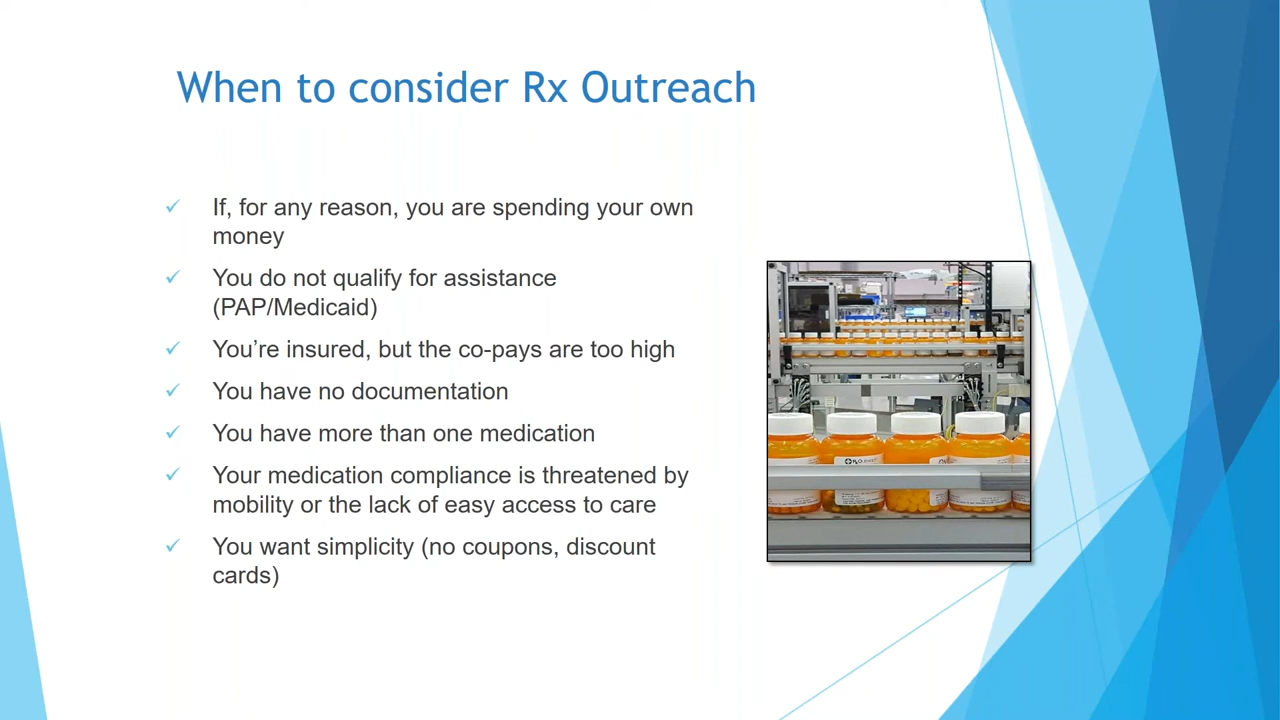 When to consider Rx Outreach
If, for any reason, you are spending your own
money
You do not qualify for assistance
(PAP/Medicaid)
You’re insured, but the co-pays are too high
You have no documentation
You have more than one medication
Your medication compliance is threatened by
mobility or the lack of easy access to care
You want simplicity (no coupons, discount
cards)